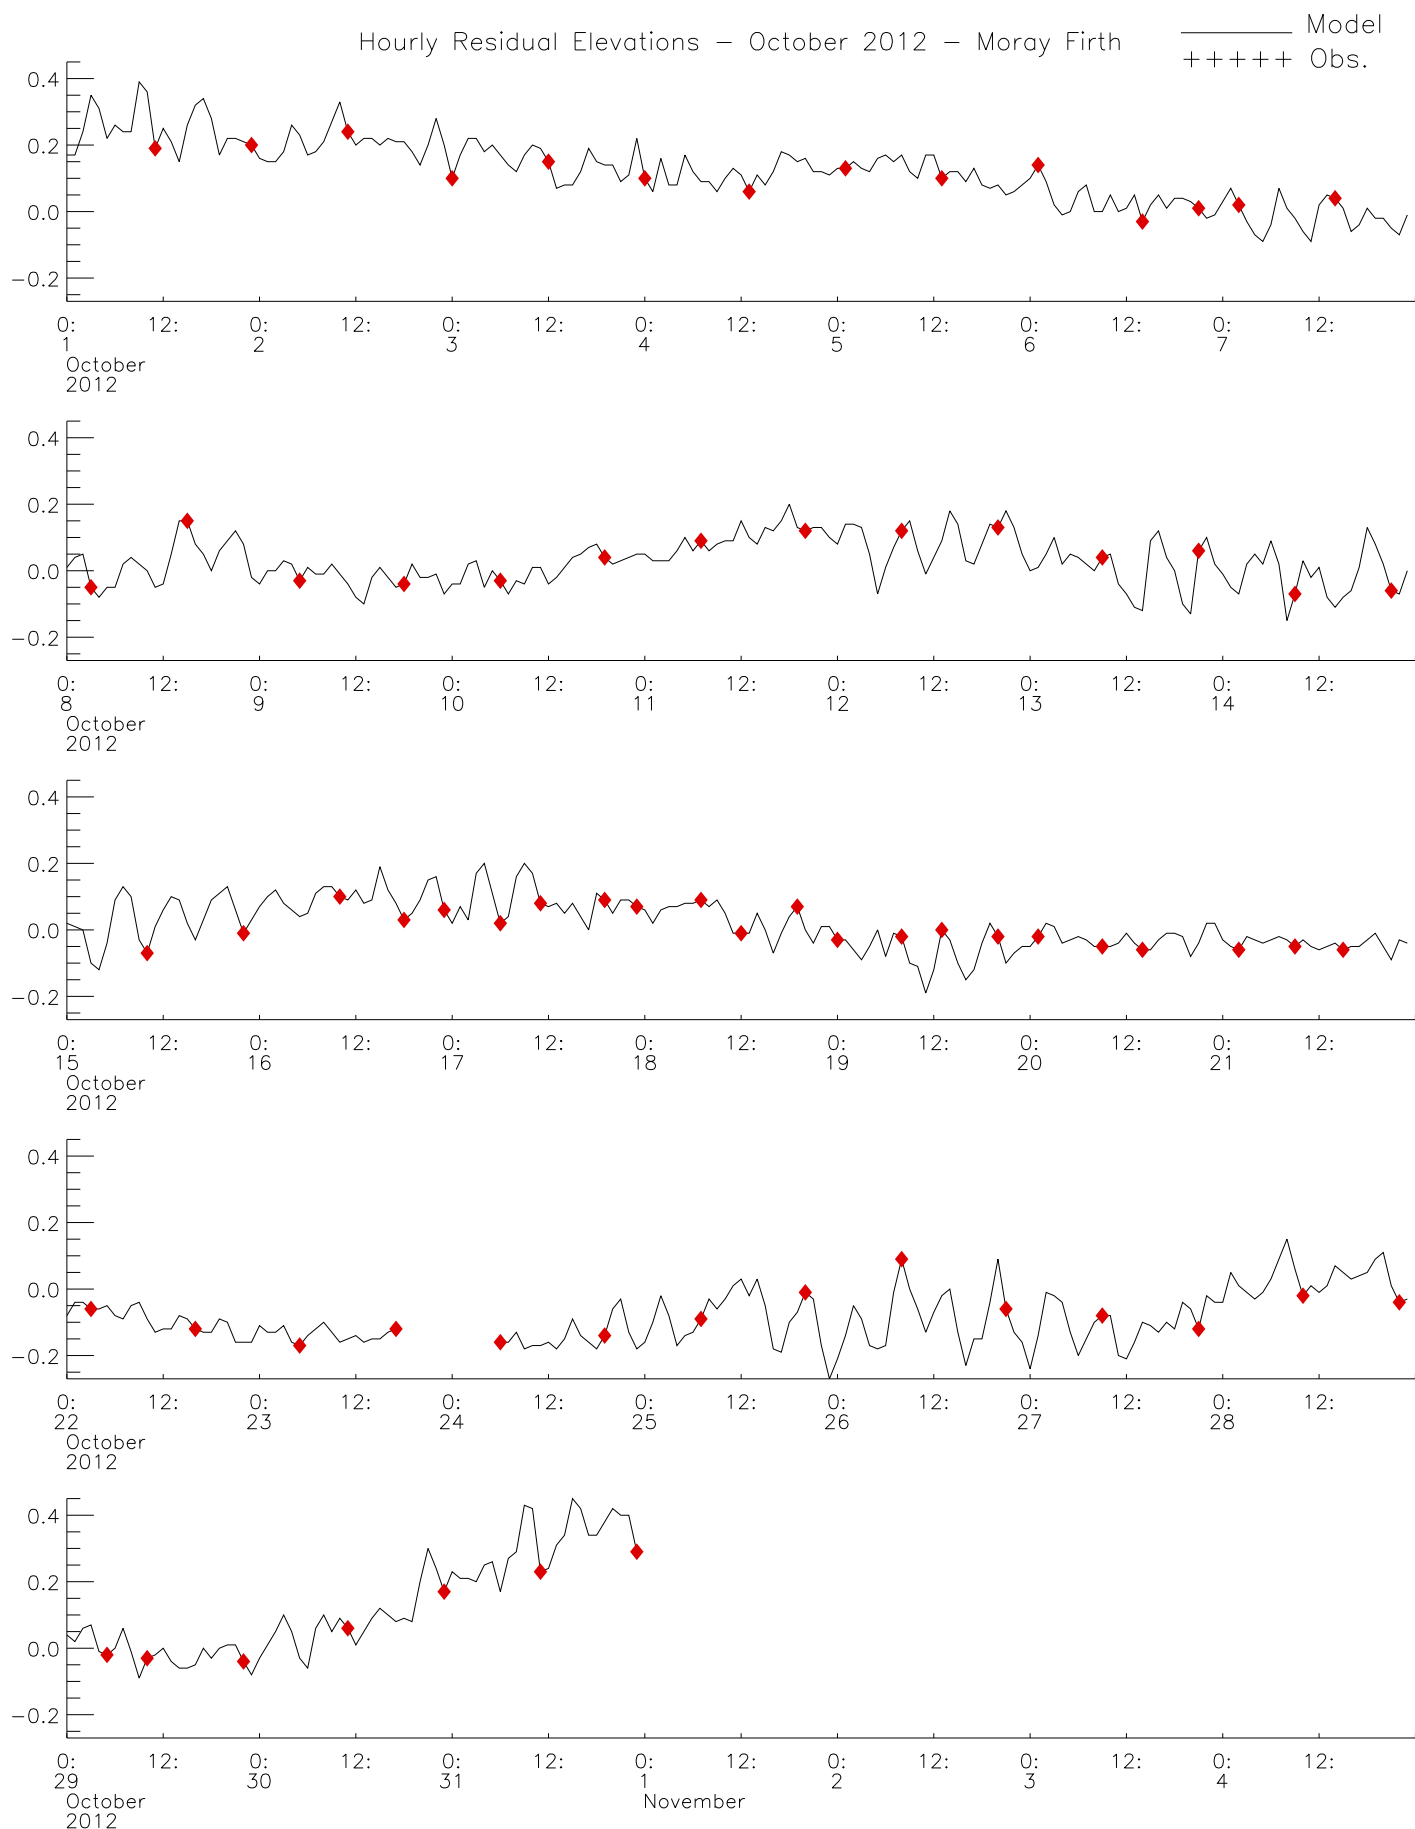 Hourly Residual Elevations – October 2012 – Moray Firth
Model
+++++ Obs.
0.4
0.2
0.0
−0.2
0: 12: 0: 12: 0: 12: 0: 12: 0: 12: 0: 12: 0: 12:
1 2 3 4 5 6 7
October
2012
0.4
0.2
0.0
−0.2
0: 12: 0: 12: 0: 12: 0: 12: 0: 12: 0: 12: 0: 12:
8 9 10 11 12 13 14
October
2012
0.4
0.2
0.0
−0.2
0: 12: 0: 12: 0: 12: 0: 12: 0: 12: 0: 12: 0: 12:
15 16 17 18 19 20 21
October
2012
0.4
0.2
0.0
−0.2
0: 12: 0: 12: 0: 12: 0: 12: 0: 12: 0: 12: 0: 12:
22 23 24 25 26 27 28
October
2012
0.4
0.2
0.0
−0.2
0: 12: 0: 12: 0: 12: 0: 12: 0: 12: 0: 12: 0: 12:
29 30 31 1 2 3 4
October November
2012